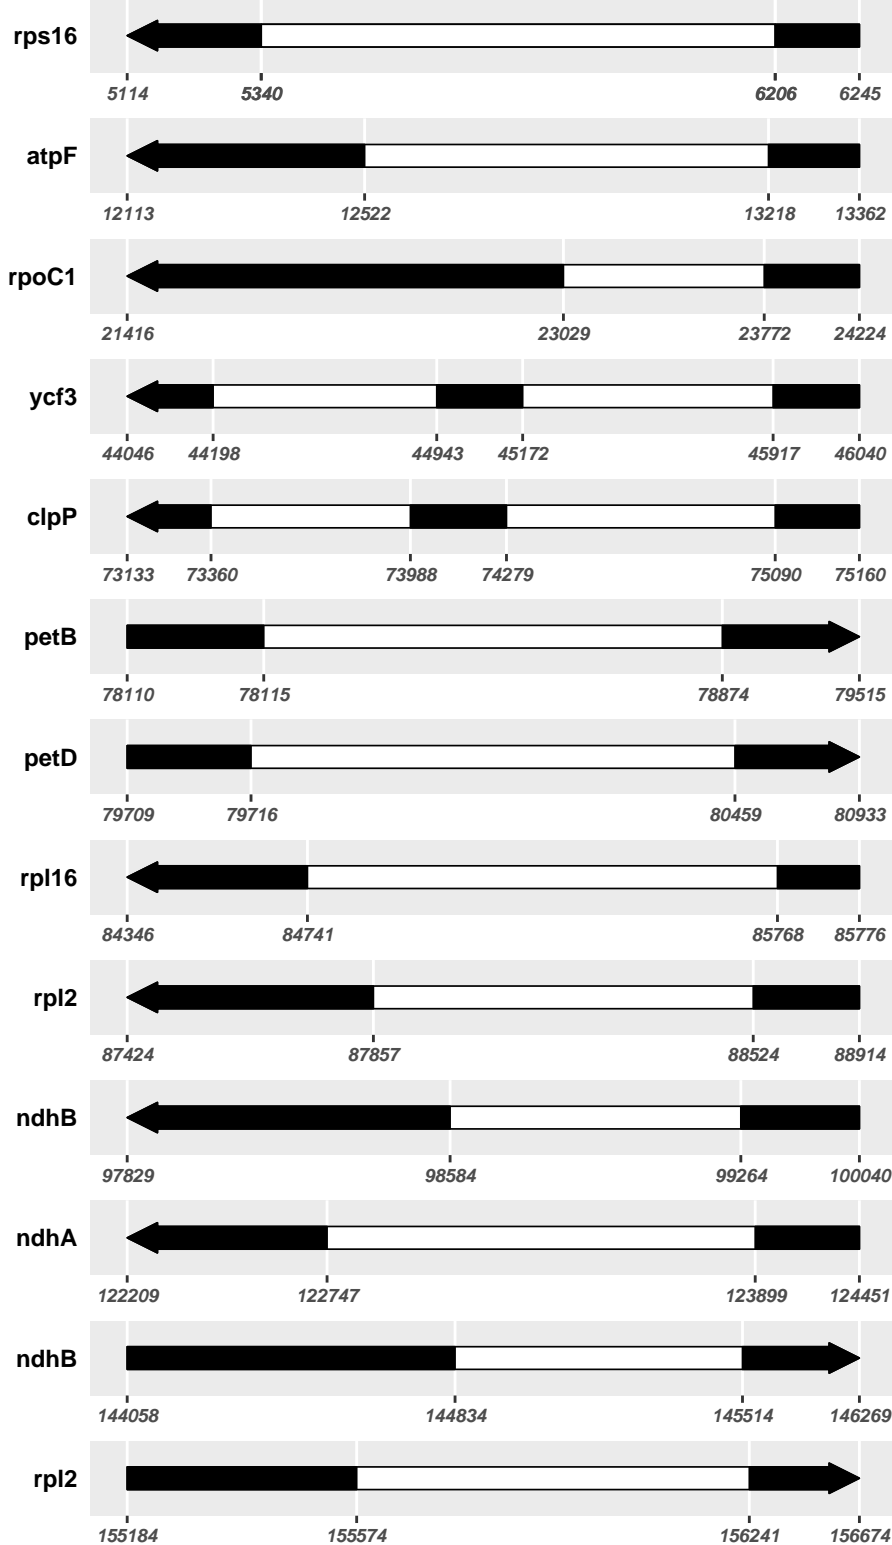 rps16
5114 5340 6206 6245
atpF
12113 12522 13218 13362
rpoC1
21416 23029 23772 24224
ycf3
44046 44198 44943 45172 45917 46040
clpP
73133 73360 73988 74279 75090 75160
petB
78110 78115 78874 79515
petD
79709 79716 80459 80933
rpl16
84346 84741 85768 85776
rpl2
87424 87857 88524 88914
ndhB
97829 98584 99264 100040
ndhA
122209 122747 123899 124451
ndhB
144058 144834 145514 146269
rpl2
155184 155574 156241 156674